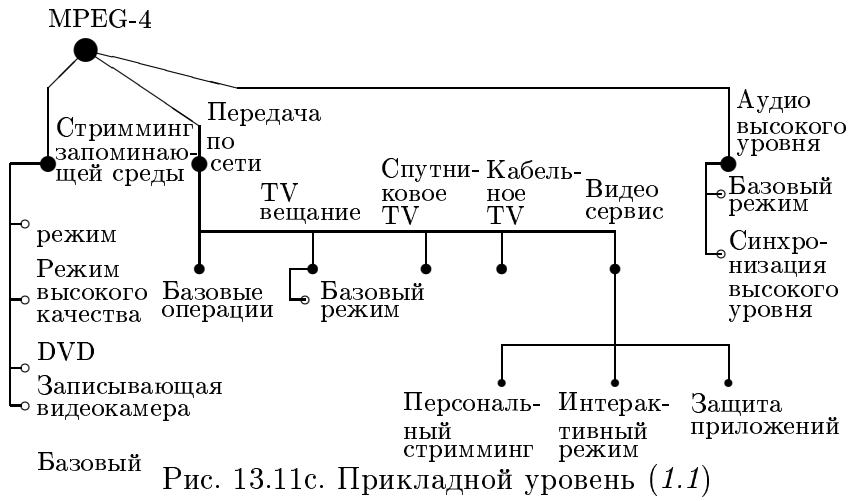 MPEG-4
Стримминг
запоминаю-
щей среды
режим
Режим
высокого
качества
DVD
Записывающая
видеокамера
Базовый
Передача
по
сети
Базовые
операции
TV
вещание
Базовый
режим
Спутни-
ковое
TV
Кабель-
ное
TV
Видео
сервис
Персональ-
ный
стримминг
Интерак-
тивный
режим
Защита
приложений
Аудио
высокого
уровня
Базовый
режим
Синхро-
низация
высокого
уровня
Рис. 13.11c. Прикладной уровень (1.1)